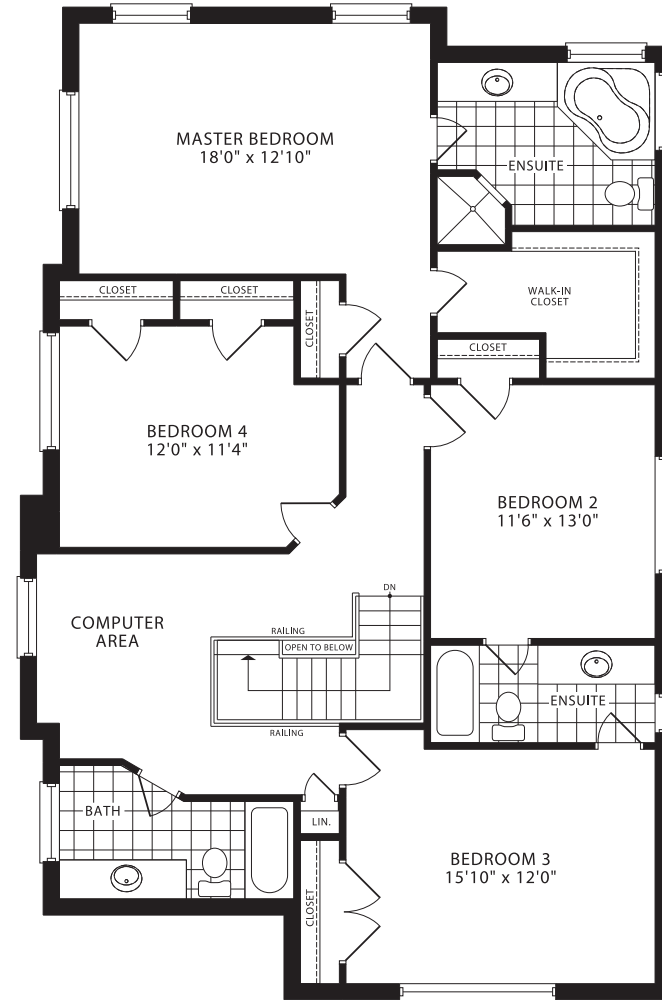 MASTER BEDROOM
18'0" x 12'10"
ENSUITE
CLOSET
CLOSET
CLOSET
WALK-IN
CLOSET
CLOSET
BEDROOM 4
12'0" x 11'4"
BEDROOM 2
11'6" x 13'0"
DN
COMPUTER
AREA
RAILING
OPEN TO BELOW
ENSUITE
RAILING
BATH
LIN.
CLOSET
BEDROOM 3
15'10" x 12'0"